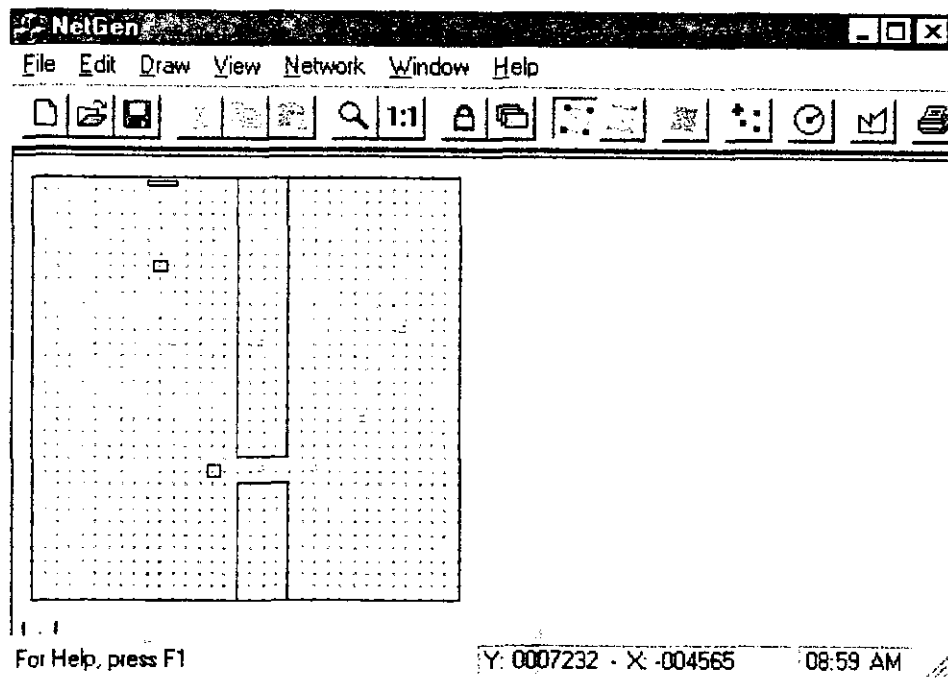 NetGen
File Edit Draw View Network Window Help
1:1
For Help, press F1 Y: 0007232 - X: -004565 08:59 AM